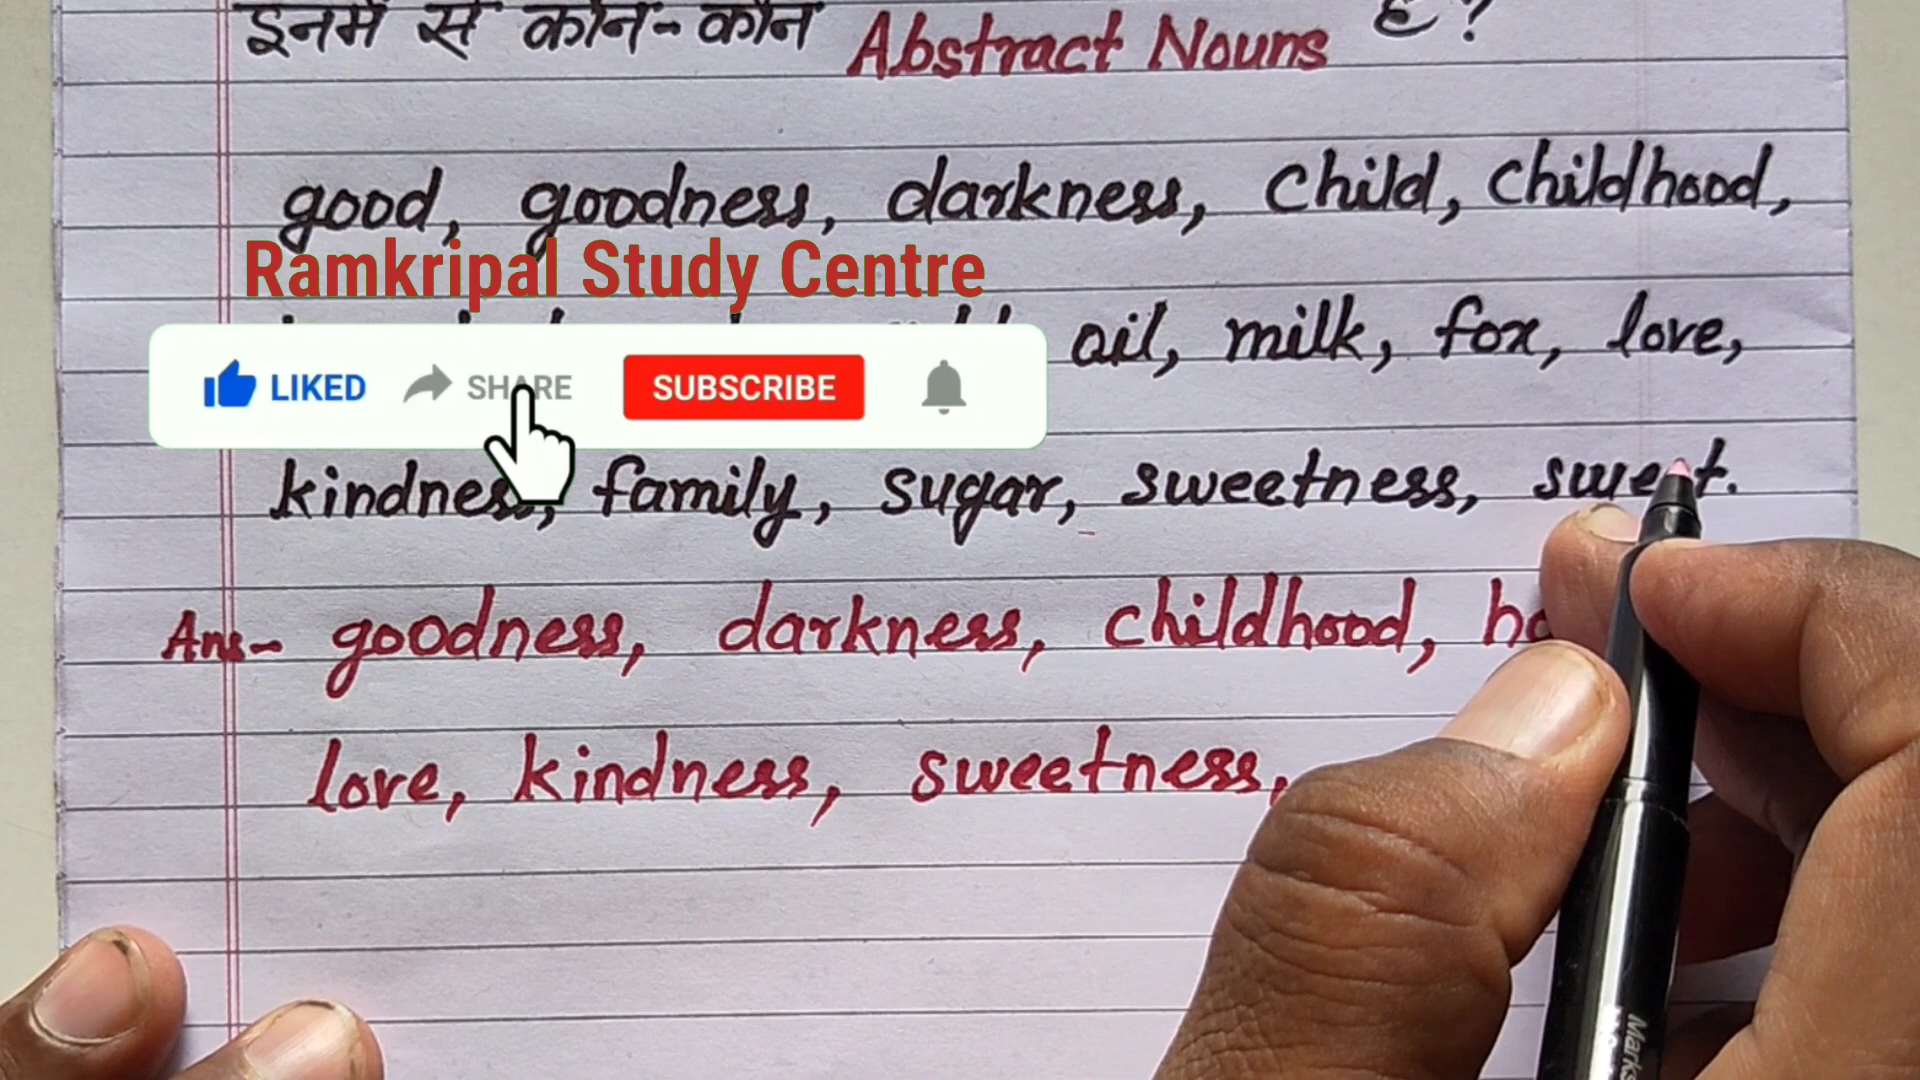 इनमें से कौन-कौन Abstract Nouns है?
good, goodness, darkness, child, childhood,
Ramkripal Study Centre
oil, milk, fox, love,
LIKED SHARE SUBSCRIBE
kindness, family, sugar, sweetness, sweet.
Ans- goodness, darkness, childhood,
love, kindness, sweetness,